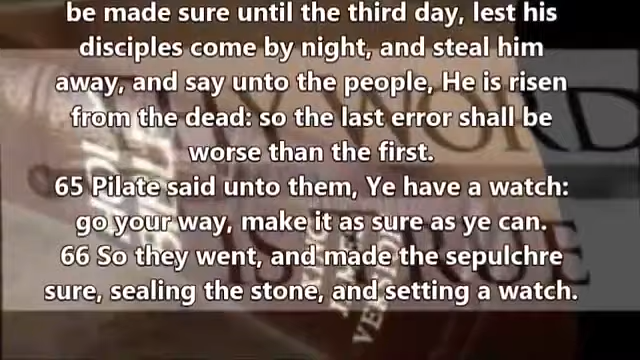 be made sure until the third day, lest his
disciples come by night, and steal him
away, and say unto the people, He is risen
from the dead: so the last error shall be
worse than the first.
65 Pilate said unto them, Ye have a watch:
go your way, make it as sure as ye can.
66 So they went, and made the sepulchre
sure, sealing the stone, and setting a watch.
WORD
IS TRUE